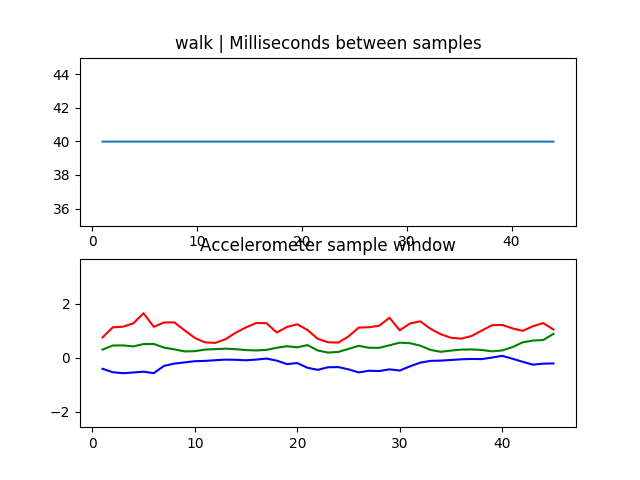 walk | Milliseconds between samples
44
42
40
38
36
0 10 20 30 40
Accelerometer sample window
2
0
−2
0 10 20 30 40